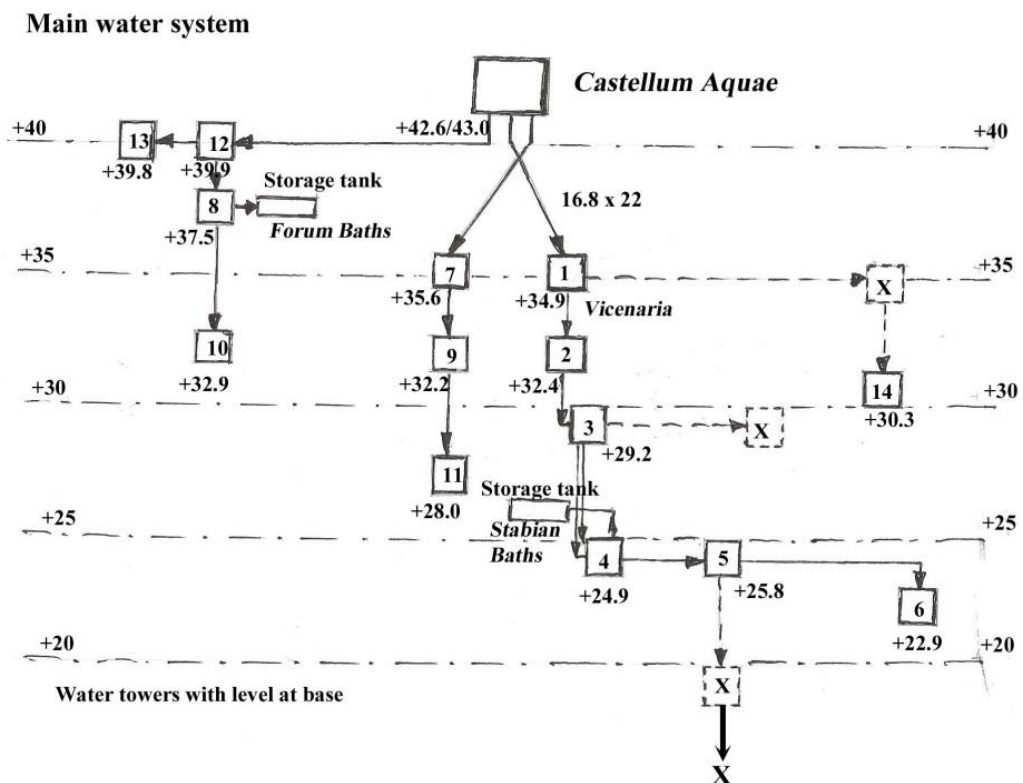 Main water system
Castellum Aquae
+40
13
12
+42.6/43.0
+40
+39.8
+39.9
Storage tank
8
16.8 x 22
Forum Baths
+37.5
+35
7
1
X
+35
+35.6
+34.9
Vicenaria
10
9
2
+32.9
+32.2
+32.4
14
+30
+30
+30.3
3
X
+29.2
11
Storage tank
+28.0
+25
Stabian
Baths
+25
4
5
+24.9
+25.8
6
+22.9
+20
+20
X
Water towers with level at base
X